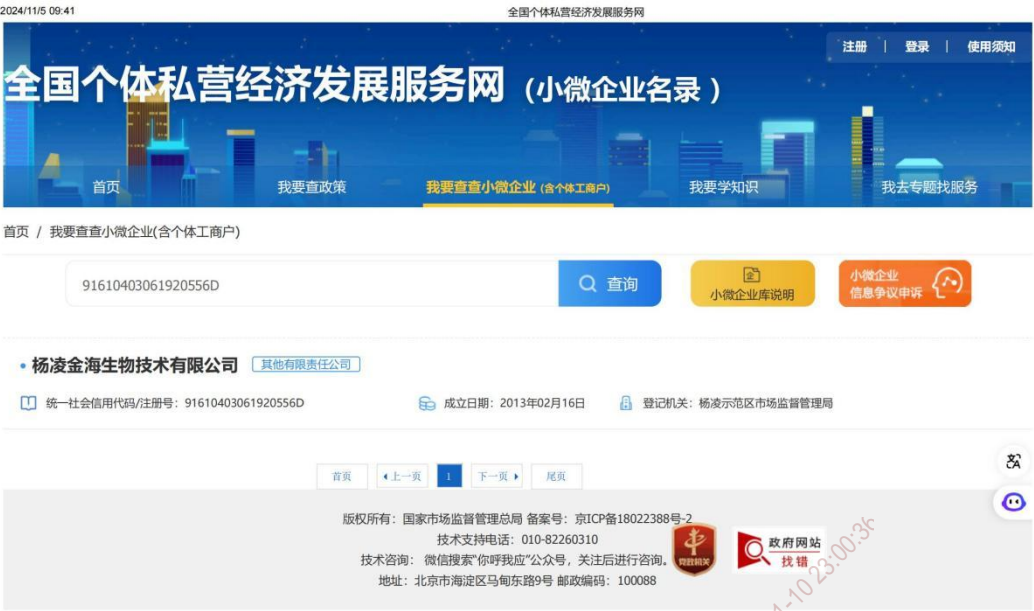 2024/11/5 09:41
全国个体私营经济发展服务网
注册 | 登录 | 使用须知
全国个体私营经济发展服务网（小微企业名录 ）
首页
我要查政策
我要查查小微企业 (含个体工商户)
我要学知识
我去专题找服务
首页 / 我要查查小微企业(含个体工商户)
91610403061920556D
查询
企
小微企业库说明
小微企业
信息争议申诉
• 杨凌金海生物技术有限公司 其他有限责任公司
统一社会信用代码/注册号：91610403061920556D
成立日期：2013年02月16日
登记机关：杨凌示范区市场监督管理局
首页
上一页
1
下一页
尾页
版权所有：国家市场监督管理总局 备案号：京ICP备18022388号-2
技术支持电话：010-82260310
技术咨询： 微信搜索“你呼我应”公众号，关注后进行咨询。
地址：北京市海淀区马甸东路9号 邮政编码：100088
党政机关
政府网站
找错
1-10 23:00:36